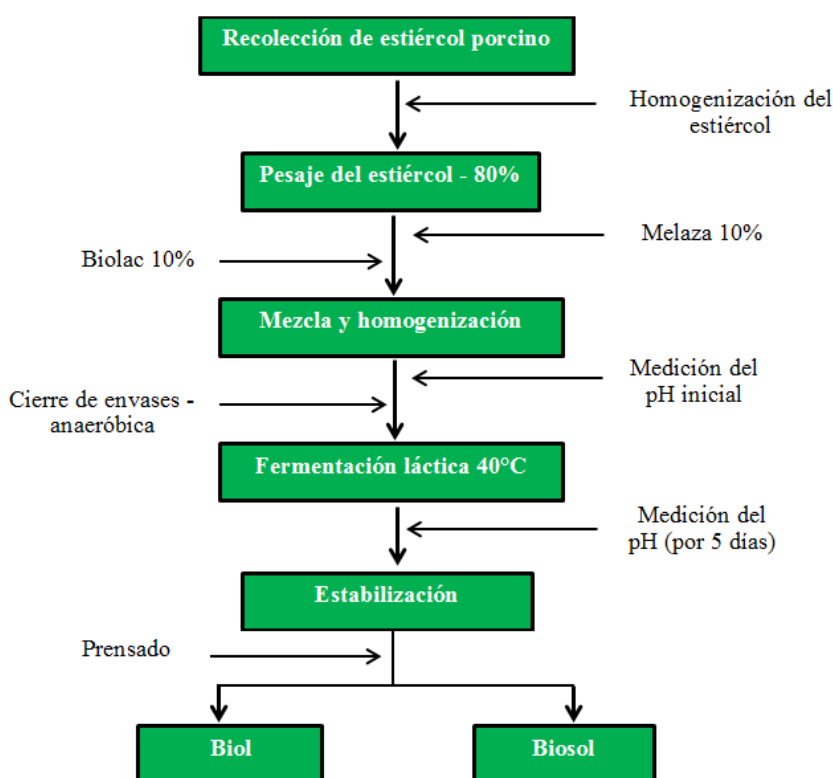 Recolección de estiércol porcino
Homogenización del
estiércol
Pesaje del estiércol - 80%
Melaza 10%
Biolac 10%
Mezcla y homogenización
Medición del
pH inicial
Cierre de envases -
anaeróbica
Fermentación láctica 40°C
Medición del
pH (por 5 días)
Estabilización
Prensado
Biol
Biosol